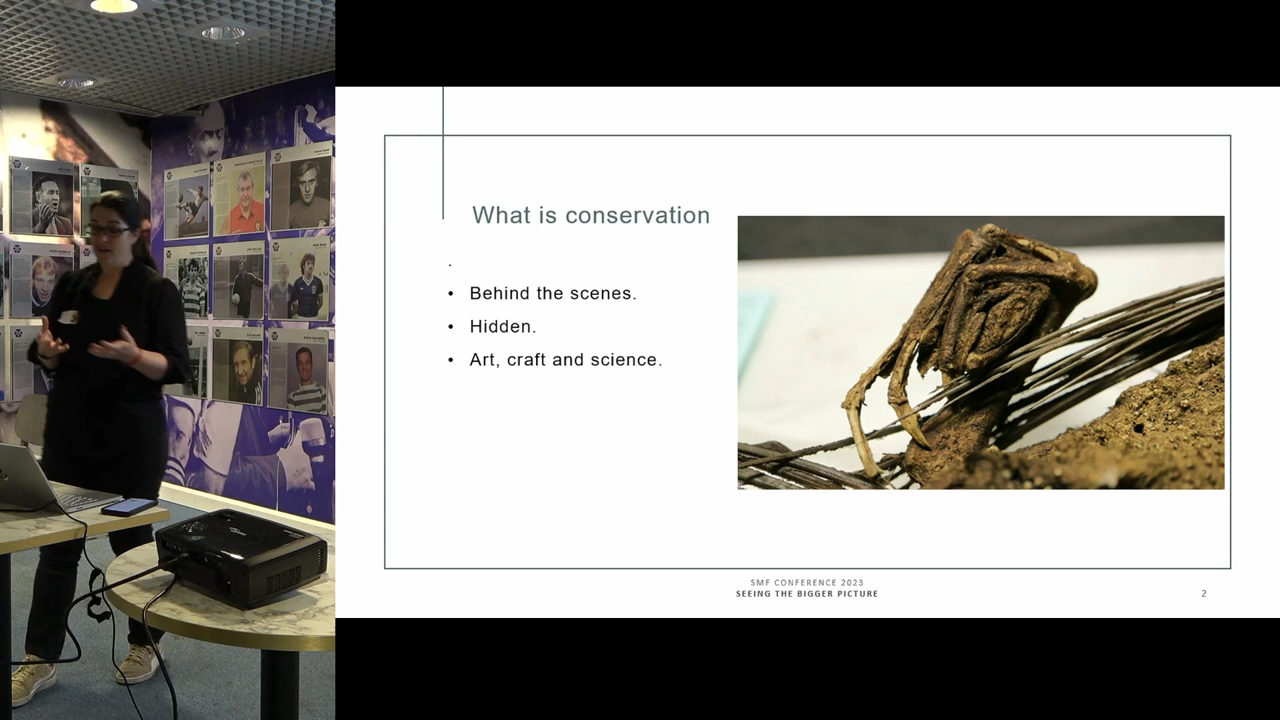 What is conservation
.
• Behind the scenes.
• Hidden.
• Art, craft and science.
SMF CONFERENCE 2023
SEEING THE BIGGER PICTURE
2